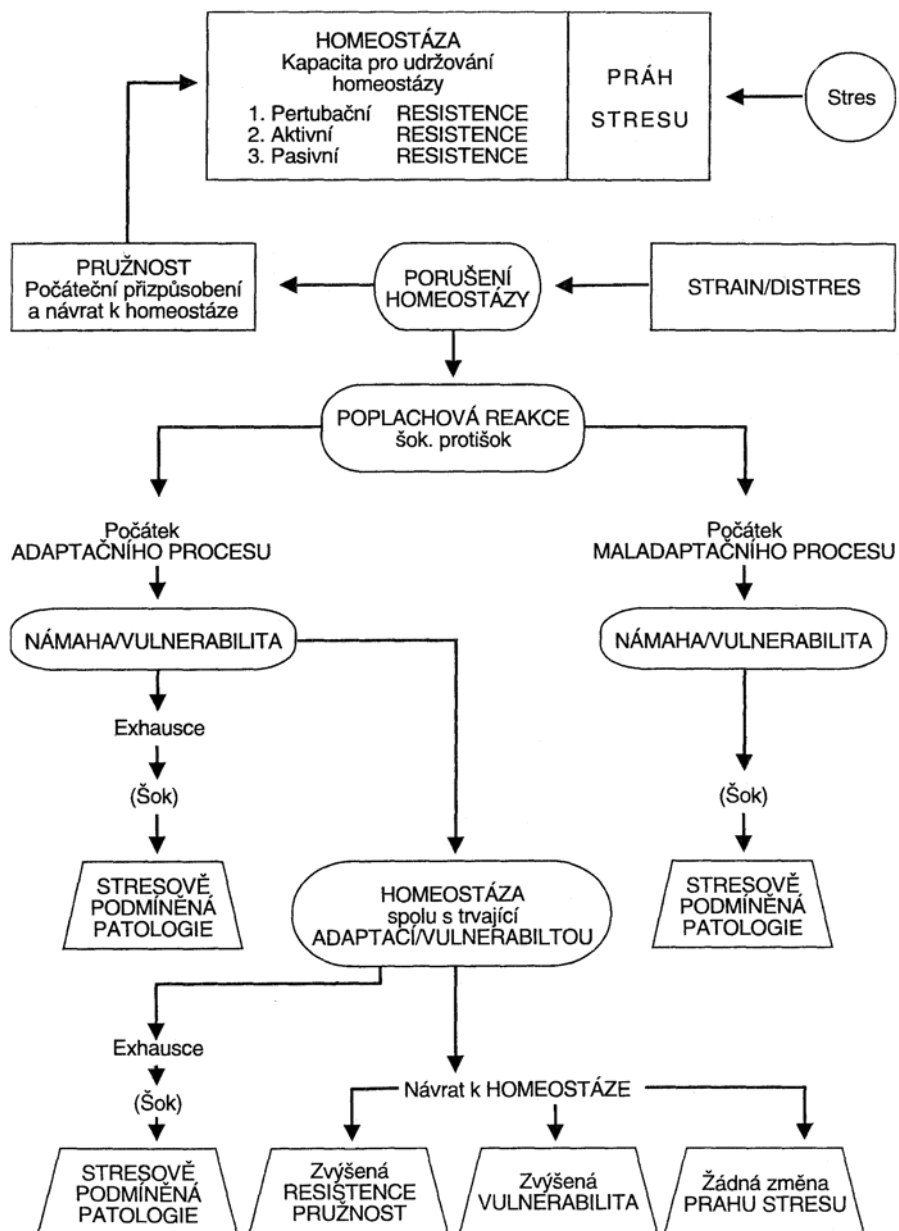 HOMEOSTÁZA
Kapacita pro udržování
homeostázy
1. Pertubační RESISTENCE
2. Aktivní RESISTENCE
3. Pasivní RESISTENCE
PRÁH
STRESU
Stres
PRUŽNOST
Počáteční přizpůsobení
a návrat k homeostáze
PORUŠENÍ
HOMEOSTÁZY
STRAIN/DISTRES
POPLACHOVÁ REAKCE
šok. protišok
Počátek
ADAPTAČNÍHO PROCESU
Počátek
MALADAPTAČNÍHO PROCESU
NÁMAHA/VULNERABILITA
NÁMAHA/VULNERABILITA
Exhausce
(Šok)
(Šok)
STRESOVĚ
PODMÍNĚNÁ
PATOLOGIE
HOMEOSTÁZA
spolu s trvající
ADAPTACÍ/VULNERABILTOU
STRESOVĚ
PODMÍNĚNÁ
PATOLOGIE
Exhausce
(Šok)
Návrat k HOMEOSTÁZE
STRESOVĚ
PODMÍNĚNÁ
PATOLOGIE
Zvýšená
RESISTENCE
PRUŽNOST
Zvýšená
VULNERABILITA
Žádná změna
PRAHU STRESU